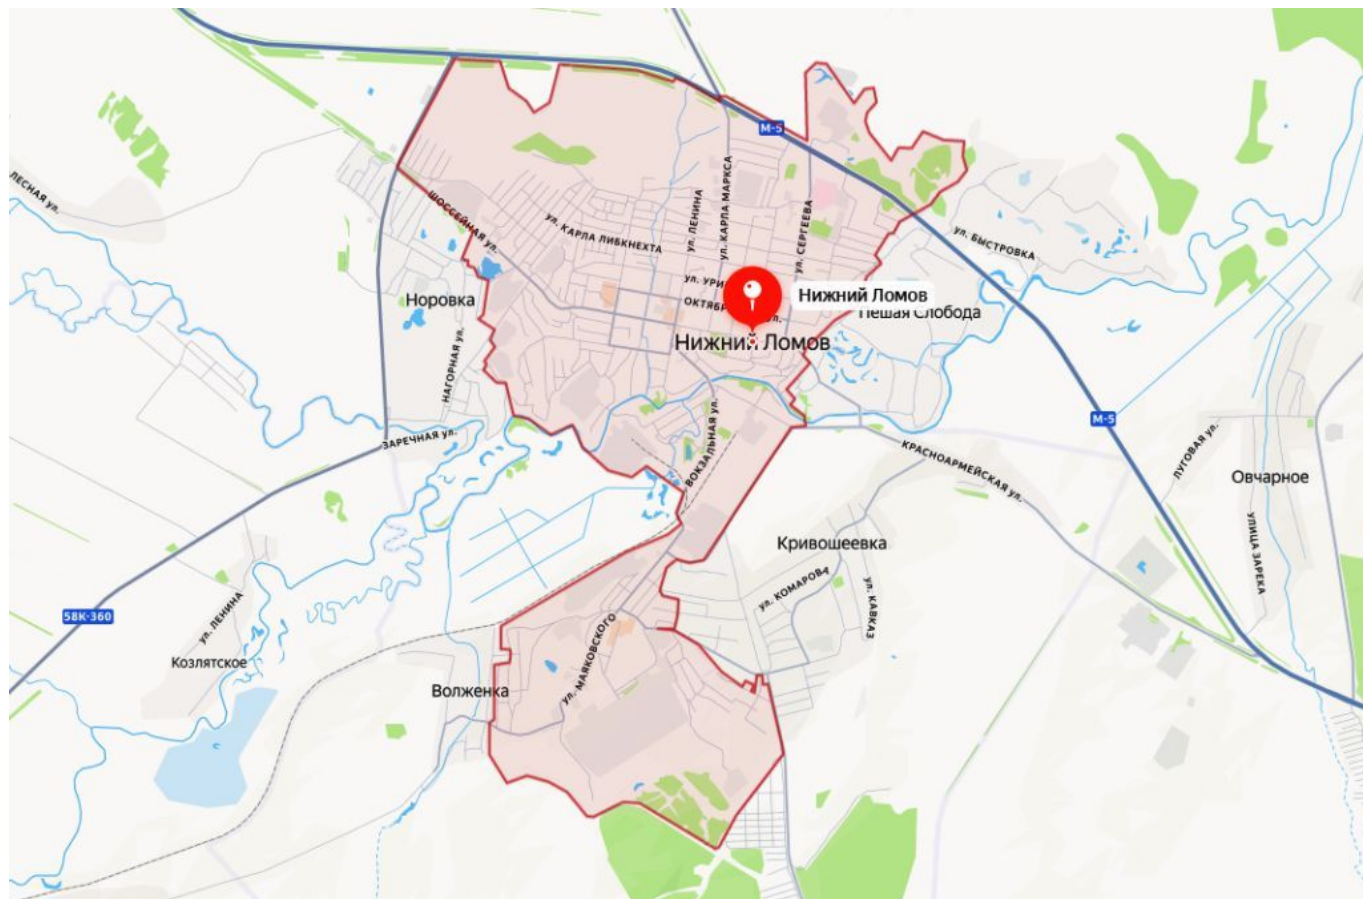 М-5
ЛЕСНАЯ ул.
ШОССЕЙНАЯ ул.
ул. КАРЛА ЛИБКНЕХТА
ул. ЛЕНИНА
ул. КАРЛА МАРКСА
ул. СЕРГЕЕВА
ул. БЫСТРОВКА
Норовка
Нижний Ломов
Пешая Слобода
Нижний Ломов
НАГОРНАЯ ул.
ЗАРЕЧНАЯ ул.
ВОКЗАЛЬНАЯ ул.
М-5
КРАСНОАРМЕЙСКАЯ ул.
ЛУГОВАЯ ул.
Овчарное
УЛИЦА ЗАРЕКА
Кривошеевка
ул. КОМАРОВА
ул. КАВКАЗ
58К-360
ул. ЛЕНИНА
Козлятское
ул. МАЯКОВСКОГО
Волженка